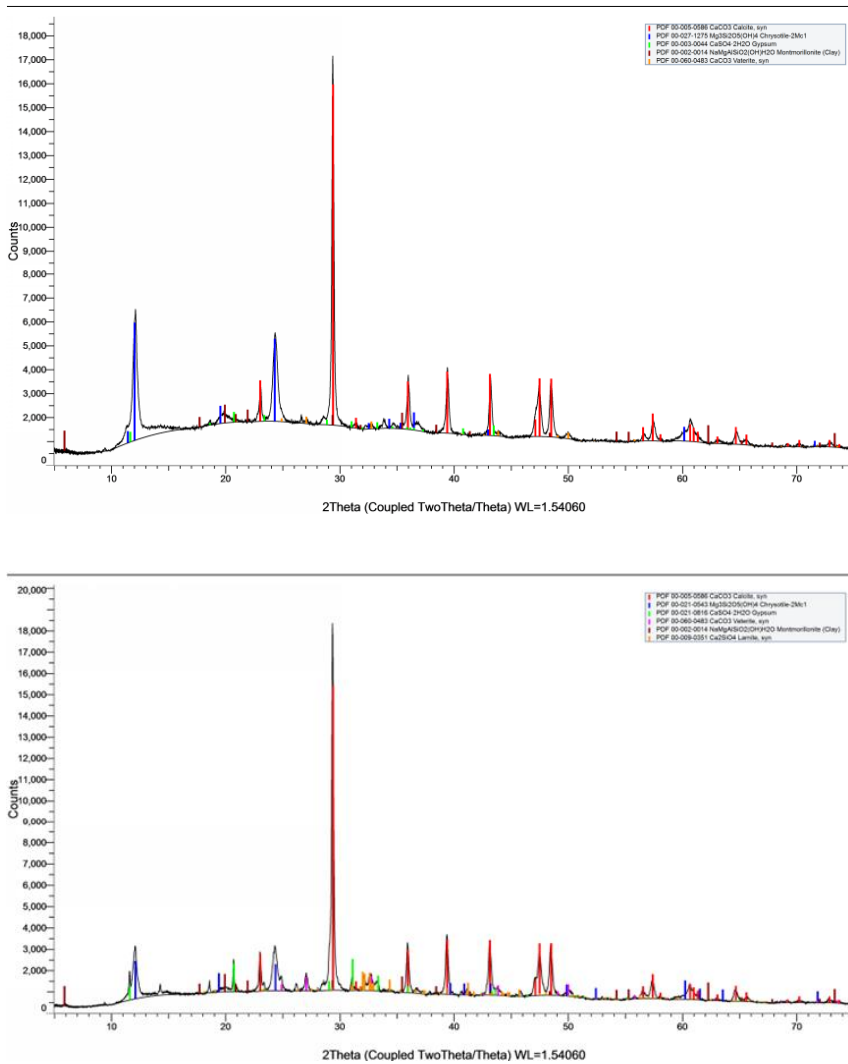 18,000
17,000
16,000
15,000
14,000
13,000
12,000
11,000
10,000
9,000
8,000
7,000
6,000
5,000
4,000
3,000
2,000
1,000
0
Counts
PDF 00-005-0586 CaCO3 Calcite, syn
PDF 00-027-1275 Mg3Si2O5(OH)4 Chrysotile-2Mc1
PDF 00-003-0044 CaSO4·2H2O Gypsum
PDF 00-002-0014 NaMgAlSiO2(OH)H2O Montmorillonite (Clay)
PDF 00-060-0483 CaCO3 Vaterite, syn
10 20 30 40 50 60 70
2Theta (Coupled TwoTheta/Theta) WL=1.54060
20,000
19,000
18,000
17,000
16,000
15,000
14,000
13,000
12,000
11,000
10,000
9,000
8,000
7,000
6,000
5,000
4,000
3,000
2,000
1,000
0
Counts
PDF 00-005-0586 CaCO3 Calcite, syn
PDF 00-021-0543 Mg3Si2O5(OH)4 Chrysotile-2Mc1
PDF 00-021-0816 CaSO4·2H2O Gypsum
PDF 00-060-0483 CaCO3 Vaterite, syn
PDF 00-002-0014 NaMgAlSiO2(OH)H2O Montmorillonite (Clay)
PDF 00-009-0351 Ca2SiO4 Larnite, syn
10 20 30 40 50 60 70
2Theta (Coupled TwoTheta/Theta) WL=1.54060